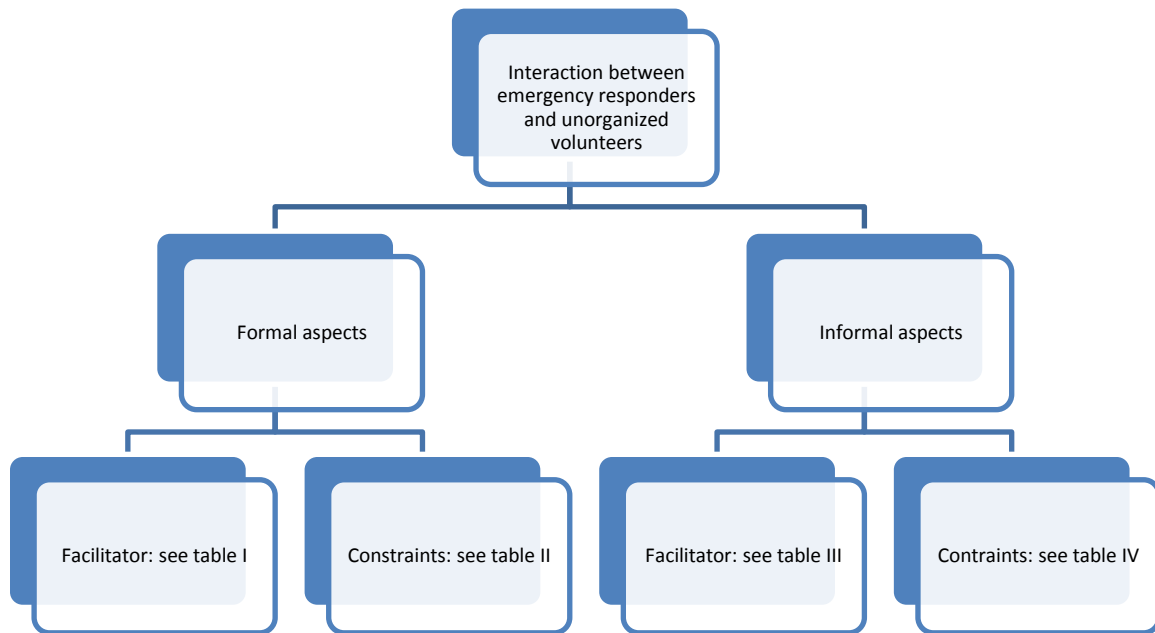 Interaction between
emergency responders
and unorganized
volunteers
Formal aspects
Informal aspects
Facilitator: see table I
Constraints: see table II
Facilitator: see table III
Contraints: see table IV